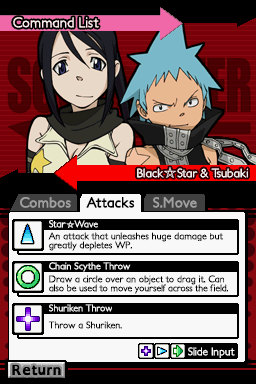 Command List
Black☆Star & Tsubaki
Combos
Attacks
S.Move
Star☆Wave
An attack that unleashes huge damage but
greatly depletes WP.
Chain Scythe Throw
Draw a circle over an object to drag it. Can
also be used to move yourself across the field.
Shuriken Throw
Throw a Shuriken.
Slide Input
Return